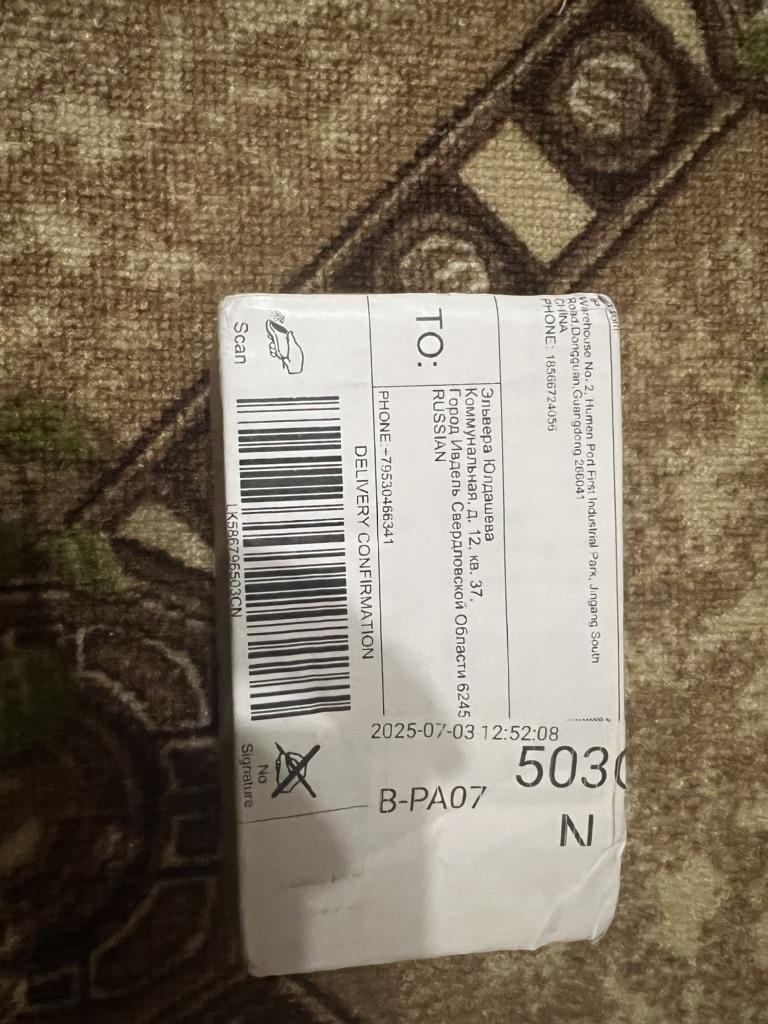 Warehouse No. 2, Humen Port First Industrial Park, Jingang South
Road,Dongguan,Guangdong 266041
CHINA
PHONE: 18566724056
TO:
Эльвера Юлдашева
Коммунальная, д. 12, кв. 37,
Город Ивдель Свердловской Области 6245
RUSSIAN
PHONE:+79530466341
DELIVERY CONFIRMATION
Scan
LK586796503CN
No
Signature
2025-07-03 12:52:08
503C
N
B-PA07